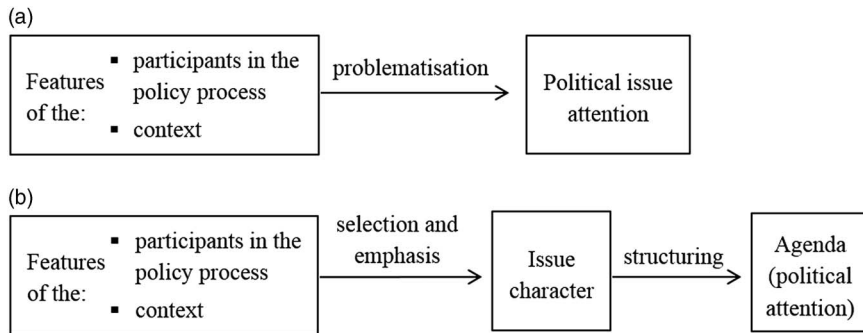 (a)
Features of the:
▪ participants in the policy process
▪ context
problematisation
Political issue attention
(b)
Features of the:
▪ participants in the policy process
▪ context
selection and emphasis
Issue character
structuring
Agenda (political attention)